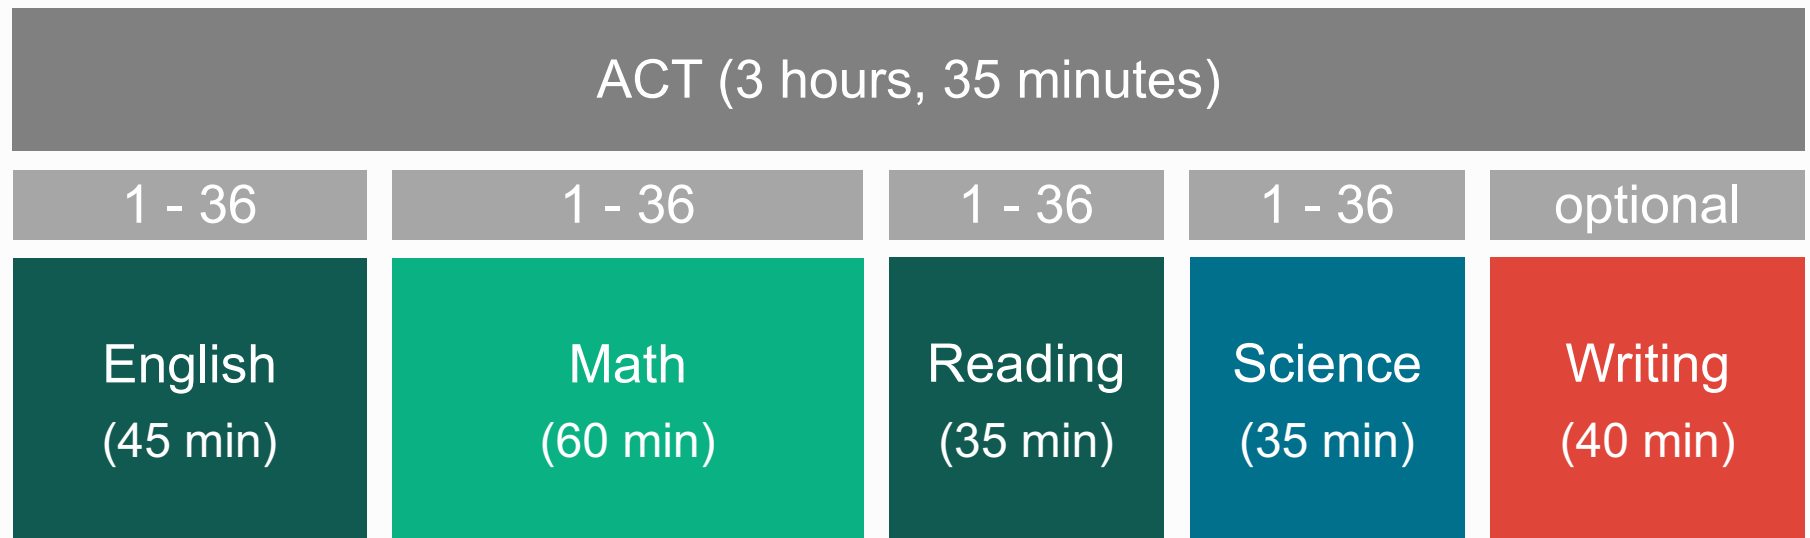 ACT (3 hours, 35 minutes)
1 - 36
1 - 36
1 - 36
1 - 36
optional
English
(45 min)
Math
(60 min)
Reading
(35 min)
Science
(35 min)
Writing
(40 min)